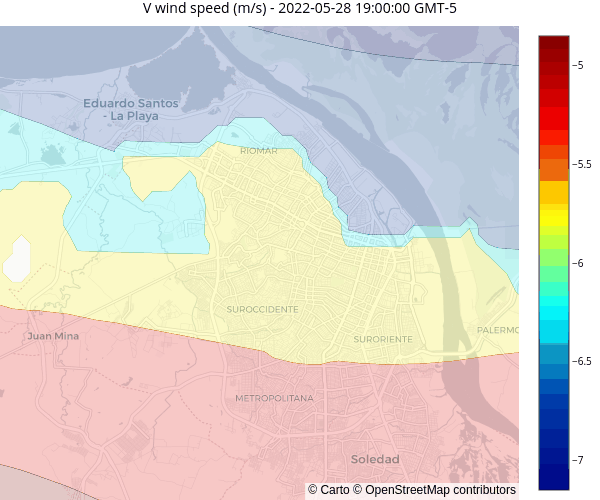 V wind speed (m/s) - 2022-05-28 19:00:00 GMT-5
Eduardo Santos
- La Playa
RIOMAR
SUROCCIDENTE
SURORIENTE
PALERMO
Juan Mina
METROPOLITANA
Soledad
© Carto © OpenStreetMap contributors
−5
−5.5
−6
−6.5
−7